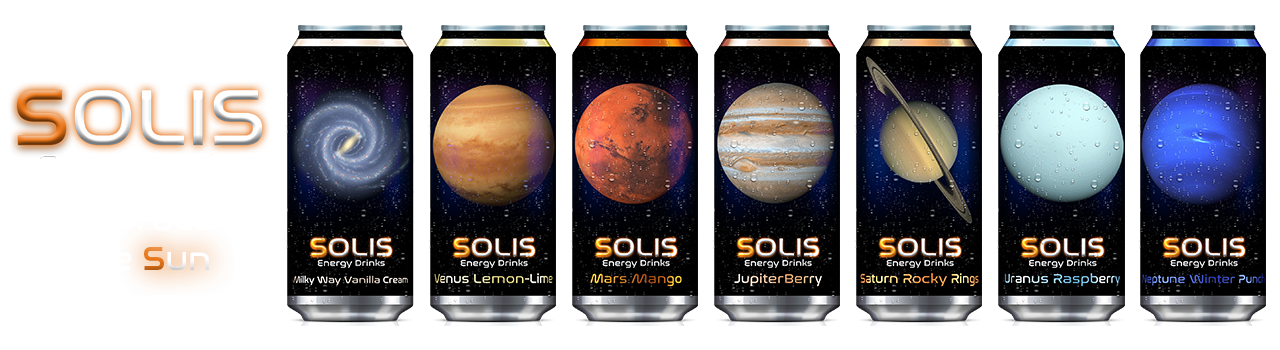 SOLIS
Sun
SOLIS
Energy Drinks
Milky Way Vanilla Cream
SOLIS
Energy Drinks
Venus Lemon-Lime
SOLIS
Energy Drinks
Mars Mango
SOLIS
Energy Drinks
JupiterBerry
SOLIS
Energy Drinks
Saturn Rocky Rings
SOLIS
Energy Drinks
Uranus Raspberry
SOLIS
Energy Drinks
Neptune Winter Punch